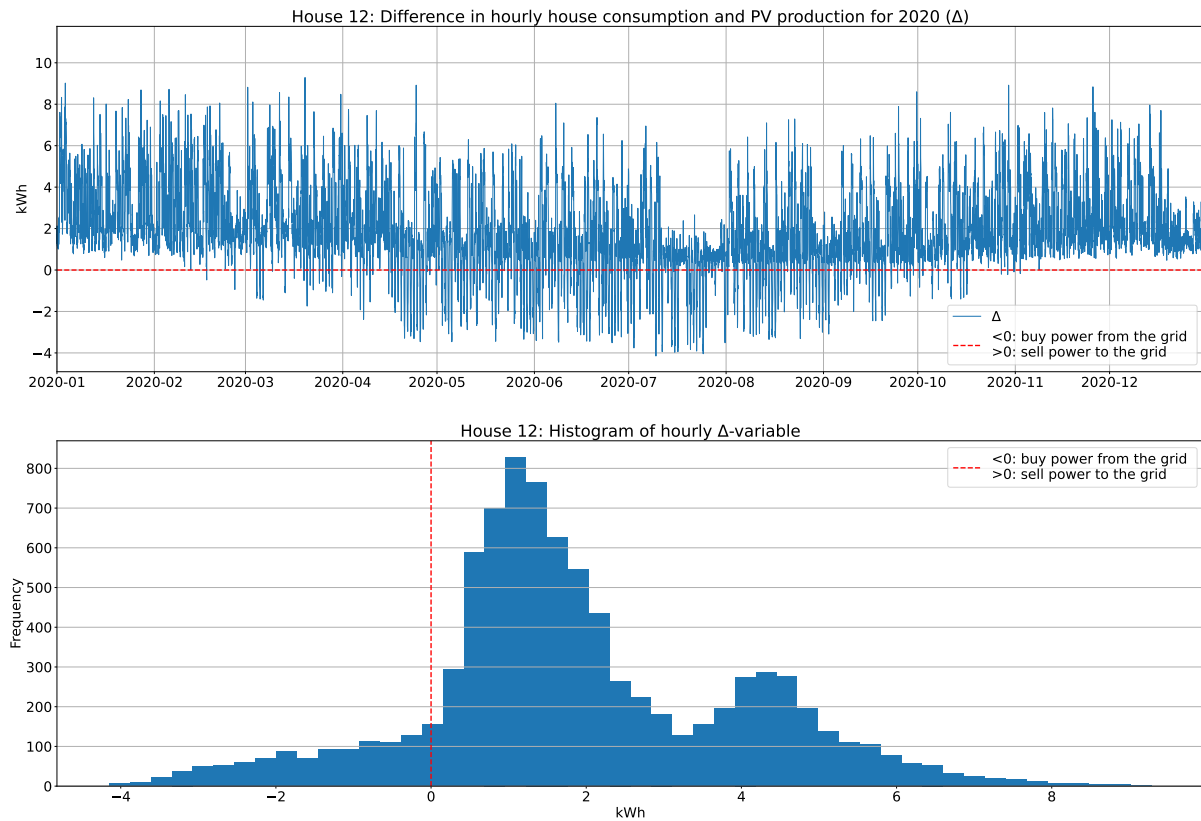 House 12: Difference in hourly house consumption and PV production for 2020 (Δ)
10
8
6
4
2
0
−2
−4
kWh
2020-01 2020-02 2020-03 2020-04 2020-05 2020-06 2020-07 2020-08 2020-09 2020-10 2020-11 2020-12
Δ
<0: buy power from the grid
>0: sell power to the grid
House 12: Histogram of hourly Δ-variable
800
700
600
500
400
300
200
100
0
Frequency
−4 −2 0 2 4 6 8
kWh
<0: buy power from the grid
>0: sell power to the grid